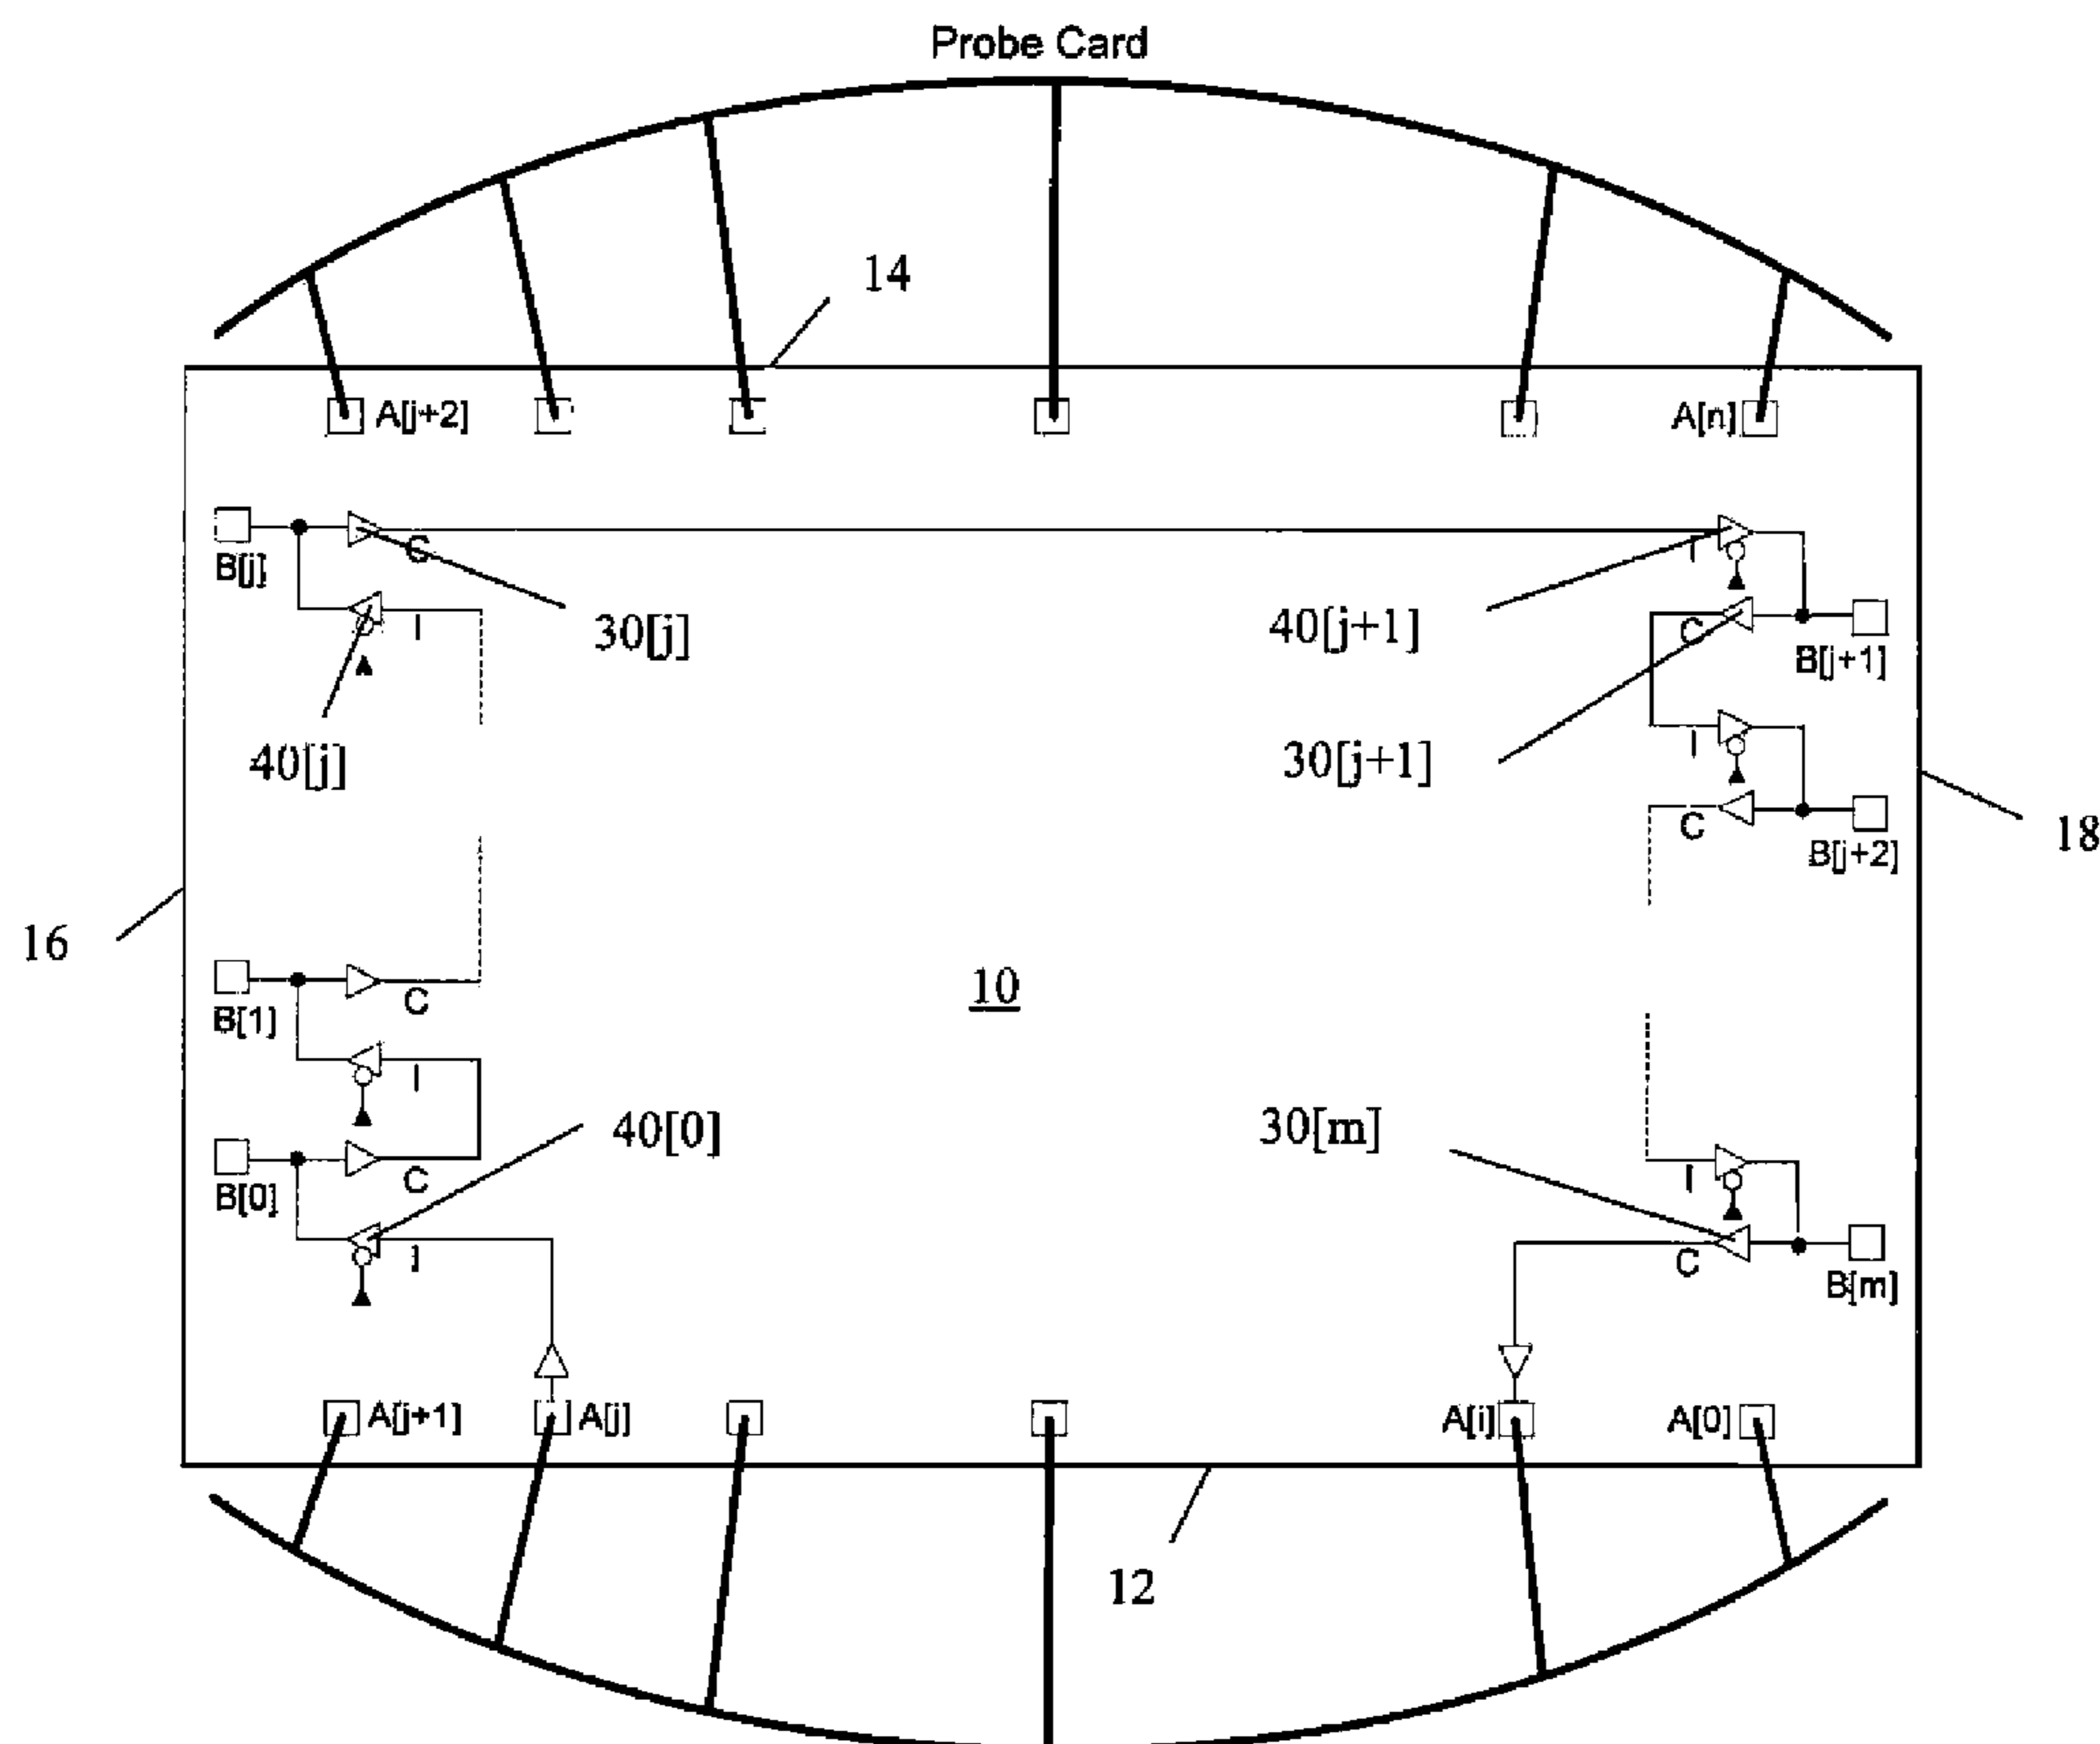 Probe Card
14
A[j+2]
A[n]
B[j]
C
I
I
30[j]
40[j+1]
C
B[j+1]
40[j]
30[j+1]
I
C
B[j+2]
18
16
B[1]
C
10
I
40[0]
30[m]
B[0]
C
I
I
C
B[m]
A[j+1]
A[j]
A[i]
A[0]
12